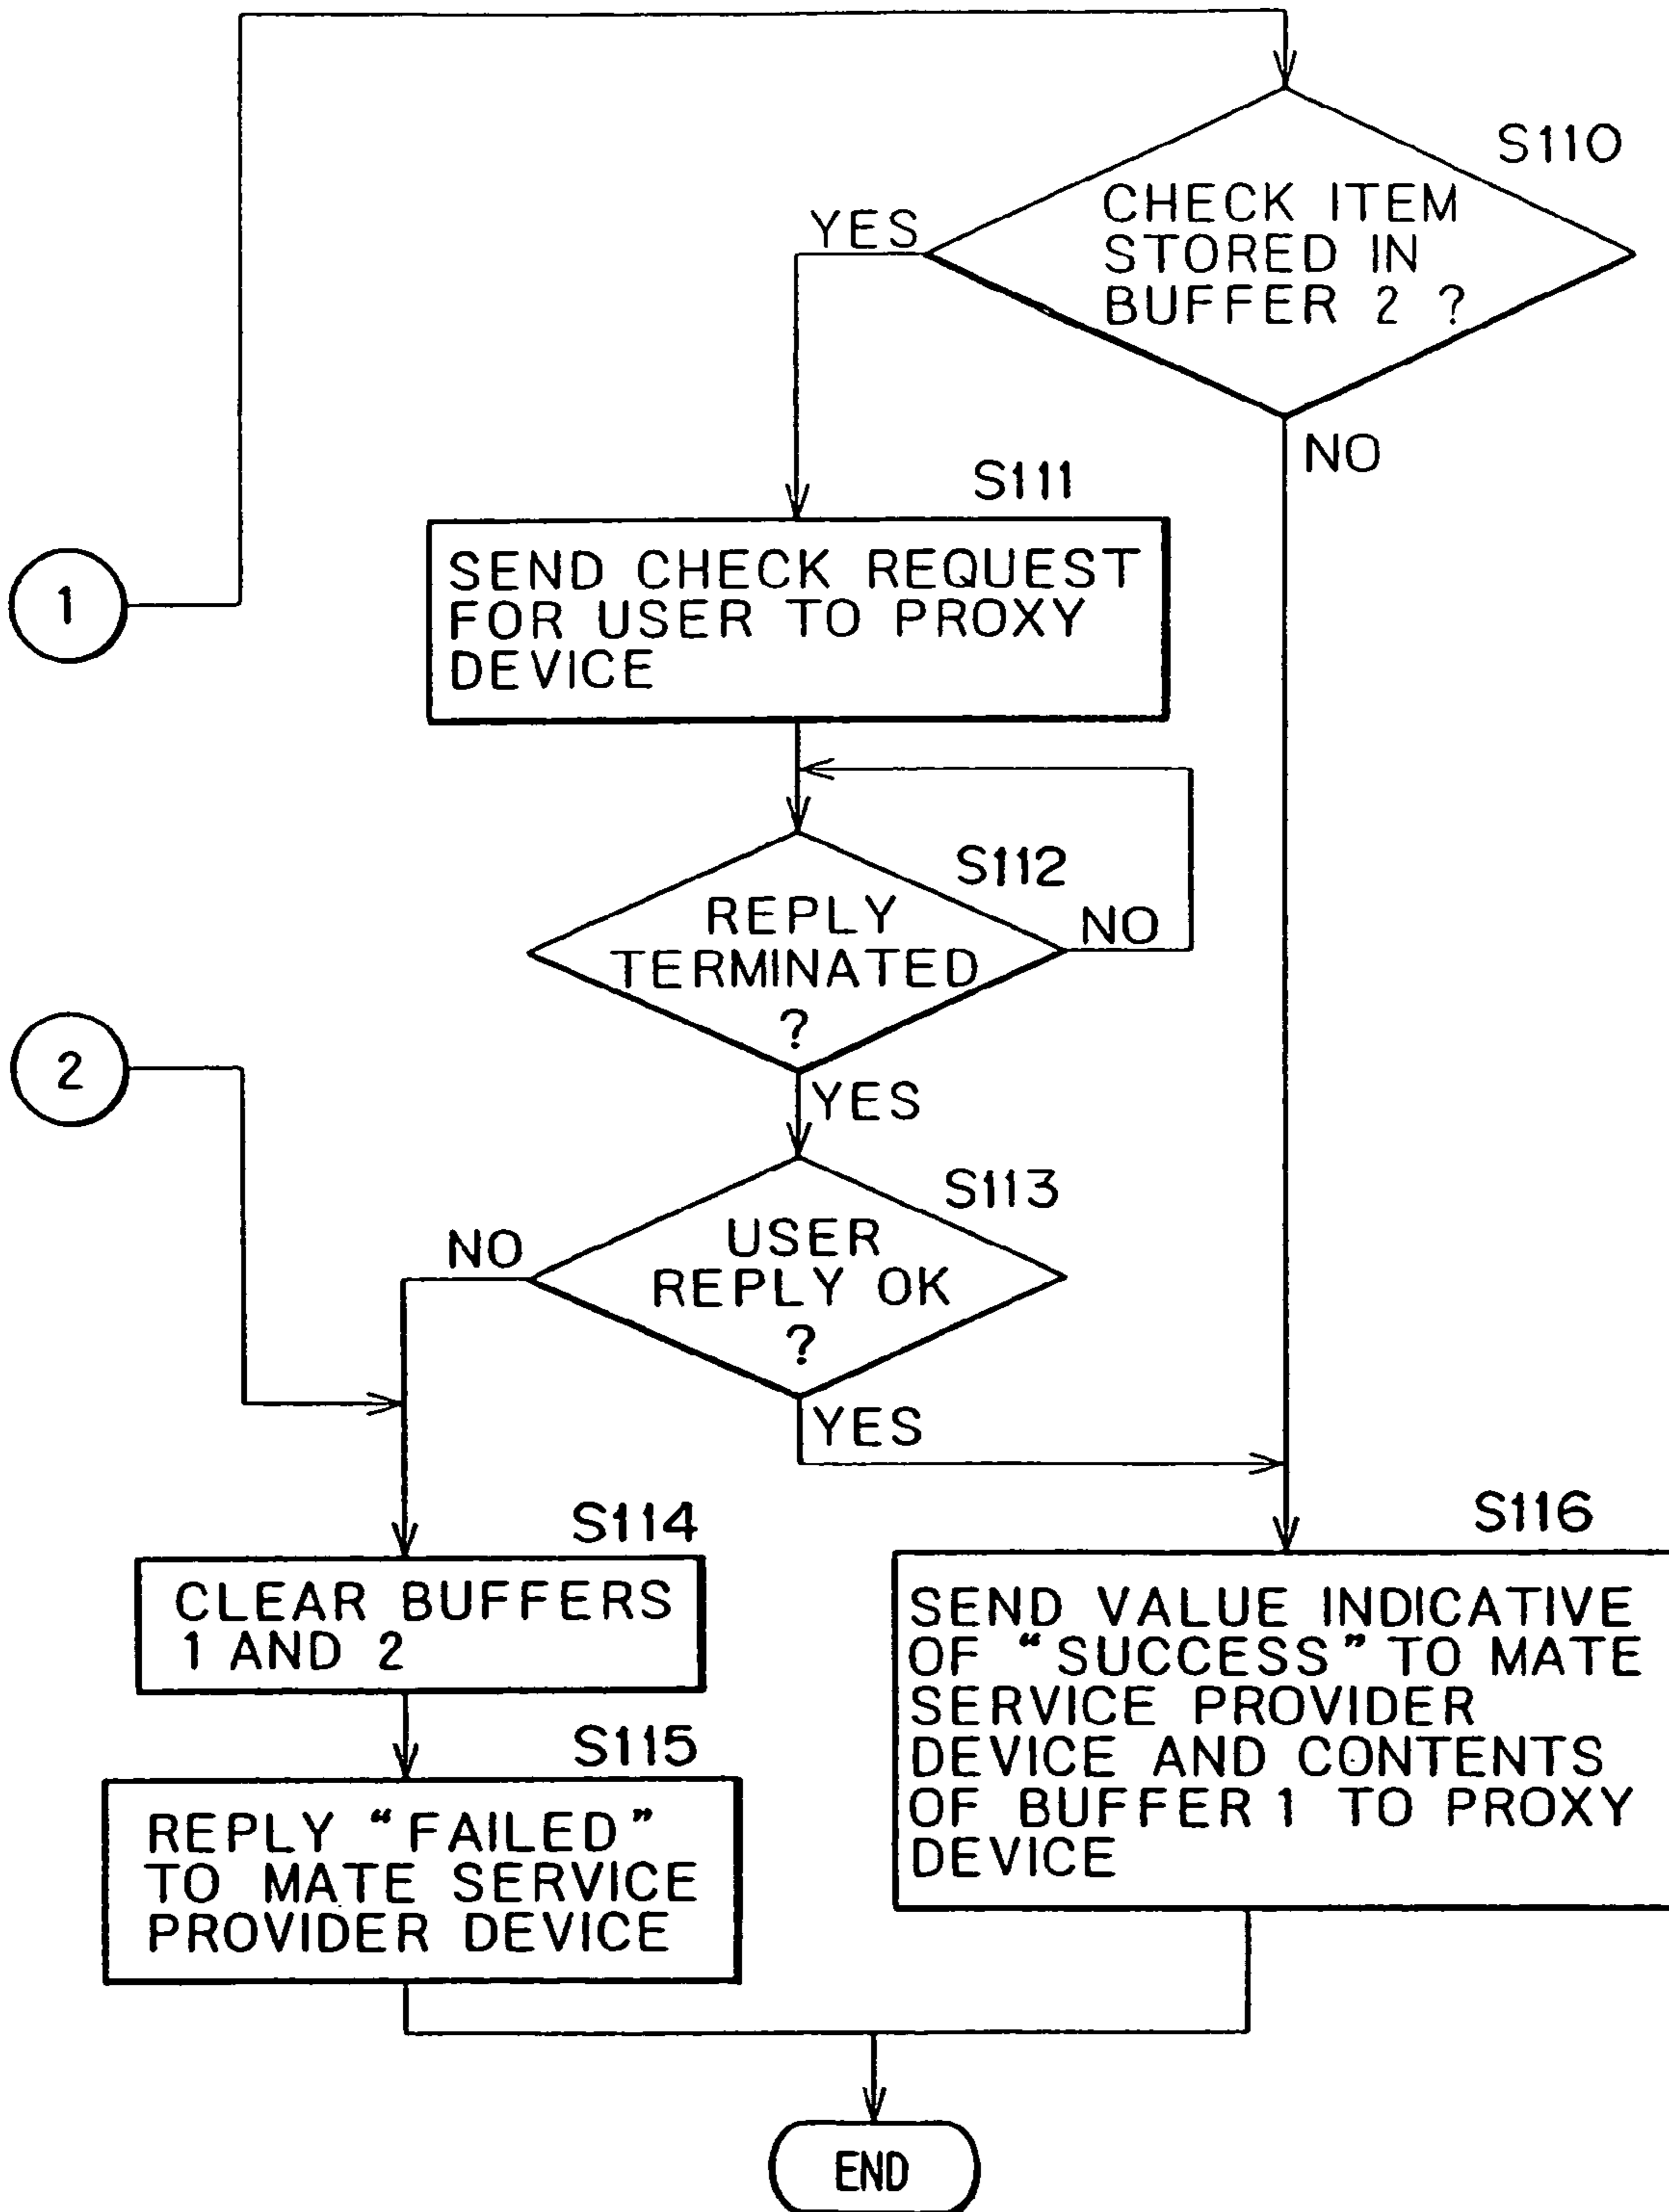 S110
CHECK ITEM
STORED IN
BUFFER 2 ?
YES
NO
S111
SEND CHECK REQUEST
FOR USER TO PROXY
DEVICE
1
S112
REPLY
TERMINATED
?
NO
YES
2
S113
USER
REPLY OK
?
NO
YES
S114
CLEAR BUFFERS
1 AND 2
S115
REPLY “FAILED”
TO MATE SERVICE
PROVIDER DEVICE
S116
SEND VALUE INDICATIVE
OF “SUCCESS” TO MATE
SERVICE PROVIDER
DEVICE AND CONTENTS
OF BUFFER 1 TO PROXY
DEVICE
END